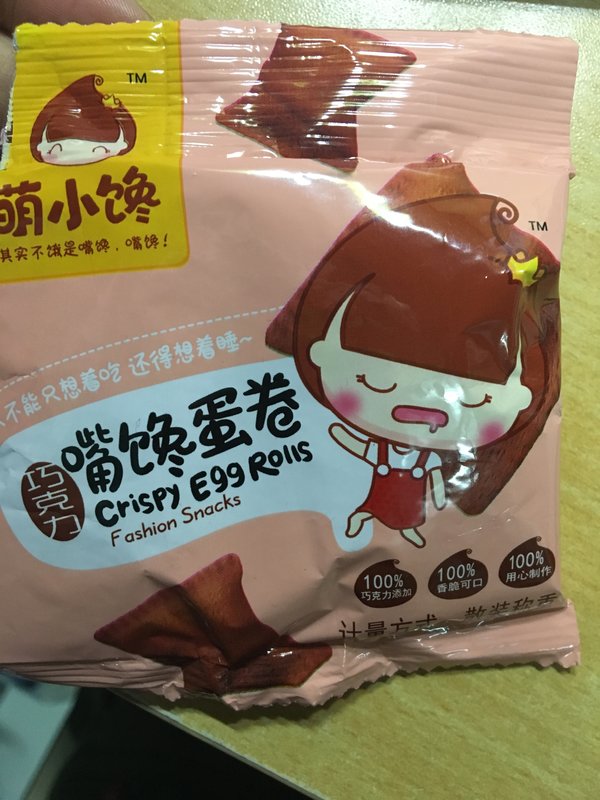 TM
萌小馋
其实不饿是嘴馋，嘴馋！
TM
不能只想着吃 还得想着睡~
巧克力
嘴馋蛋卷
Crispy Egg Rolls
Fashion Snacks
100%
巧克力添加
100%
香脆可口
100%
用心制作
计量方式 散装称重